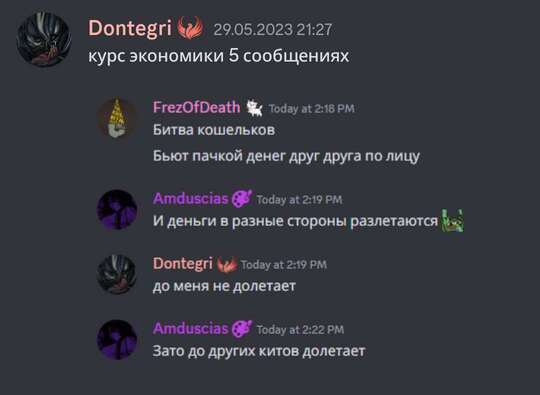 Dontegri 29.05.2023 21:27
курс экономики 5 сообщениях
FrezOfDeath Today at 2:18 PM
Битва кошельков
Бьют пачкой денег друг друга по лицу
Amduscias Today at 2:19 PM
И деньги в разные стороны разлетаются
Dontegri Today at 2:19 PM
до меня не долетает
Amduscias Today at 2:22 PM
Зато до других китов долетает